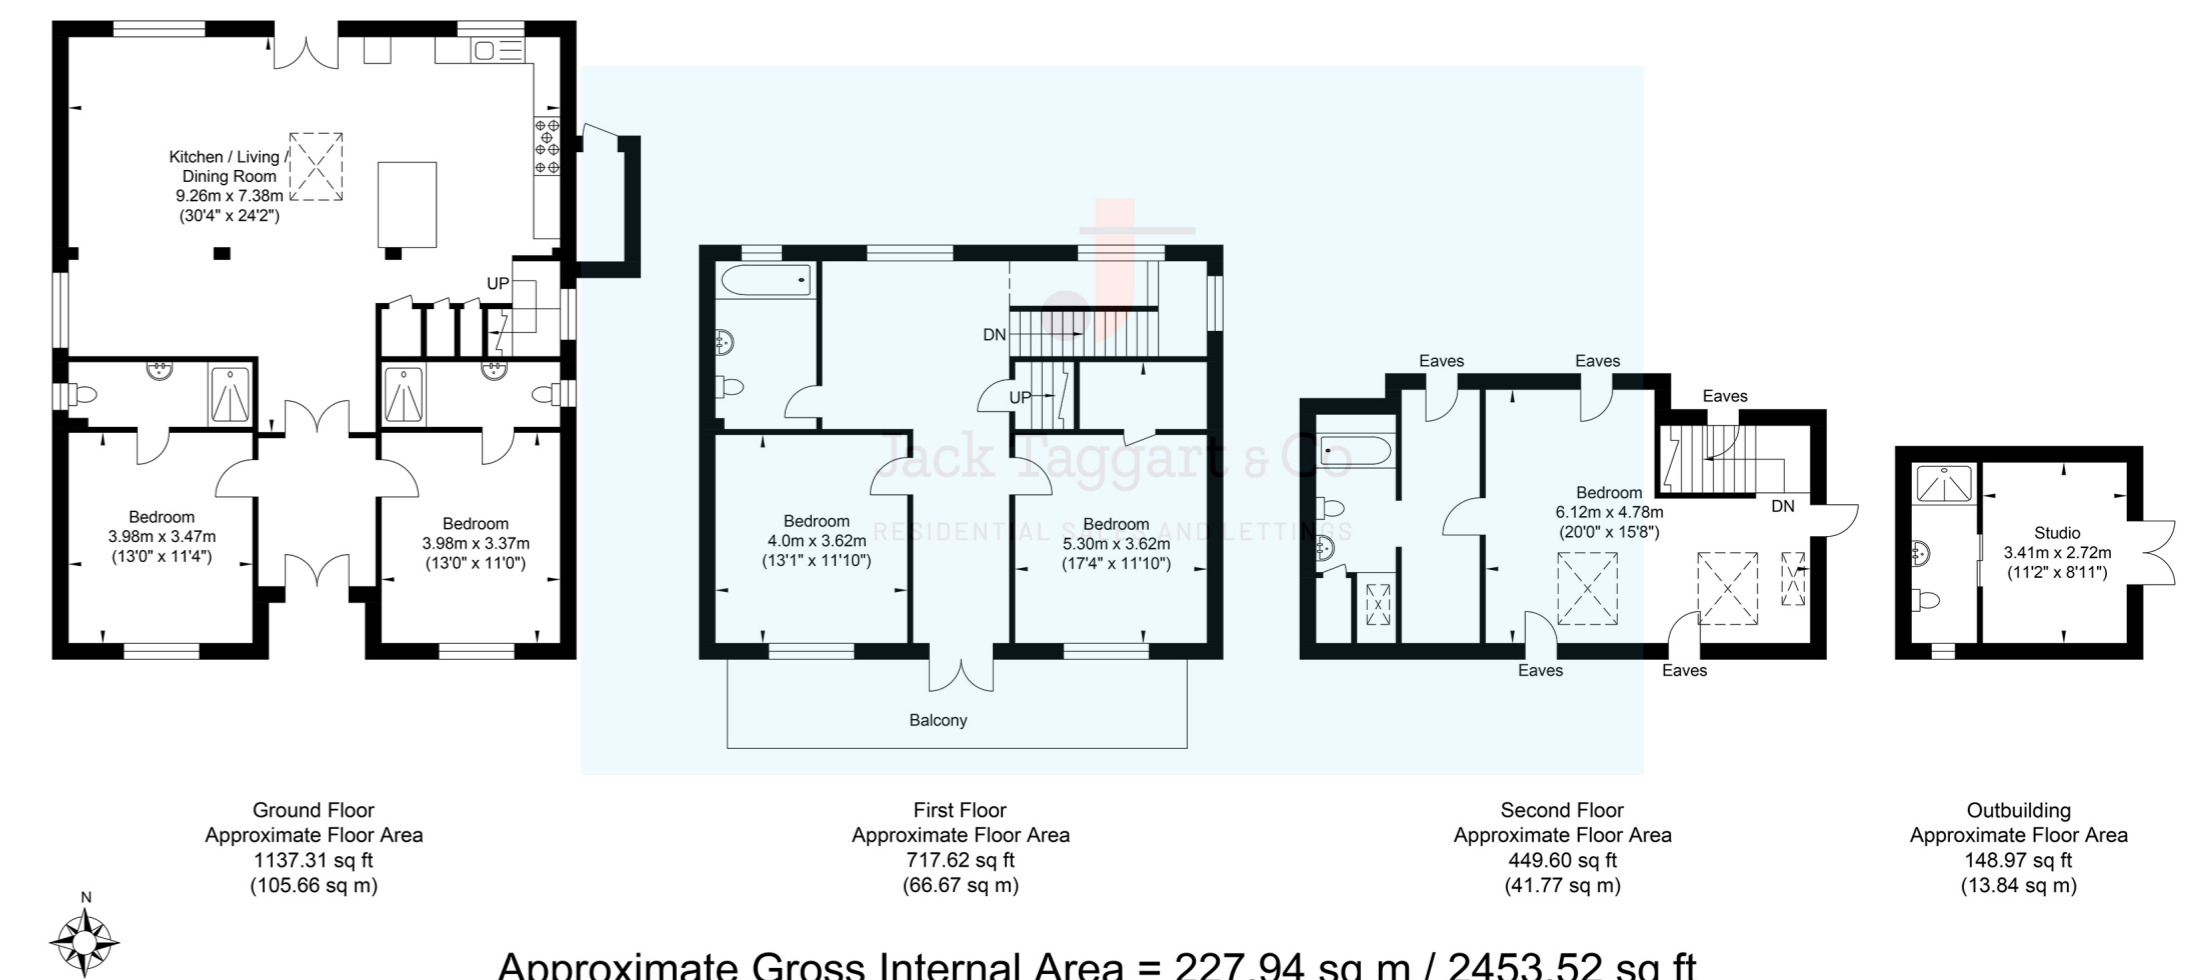 Kitchen / Living /
Dining Room
9.26m x 7.38m
(30'4" x 24'2")
UP
Bedroom
3.98m x 3.47m
(13'0" x 11'4")
Bedroom
3.98m x 3.37m
(13'0" x 11'0")
DN
UP
Jack Taggart & Co
RESIDENTIAL SALES AND LETTINGS
Bedroom
4.0m x 3.62m
(13'1" x 11'10")
Bedroom
5.30m x 3.62m
(17'4" x 11'10")
Balcony
Eaves
Eaves
Eaves
Bedroom
6.12m x 4.78m
(20'0" x 15'8")
DN
Eaves
Eaves
Studio
3.41m x 2.72m
(11'2" x 8'11")
Ground Floor
Approximate Floor Area
1137.31 sq ft
(105.66 sq m)
First Floor
Approximate Floor Area
717.62 sq ft
(66.67 sq m)
Second Floor
Approximate Floor Area
449.60 sq ft
(41.77 sq m)
Outbuilding
Approximate Floor Area
148.97 sq ft
(13.84 sq m)
N
Approximate Gross Internal Area = 227.94 sq m / 2453.52 sq ft